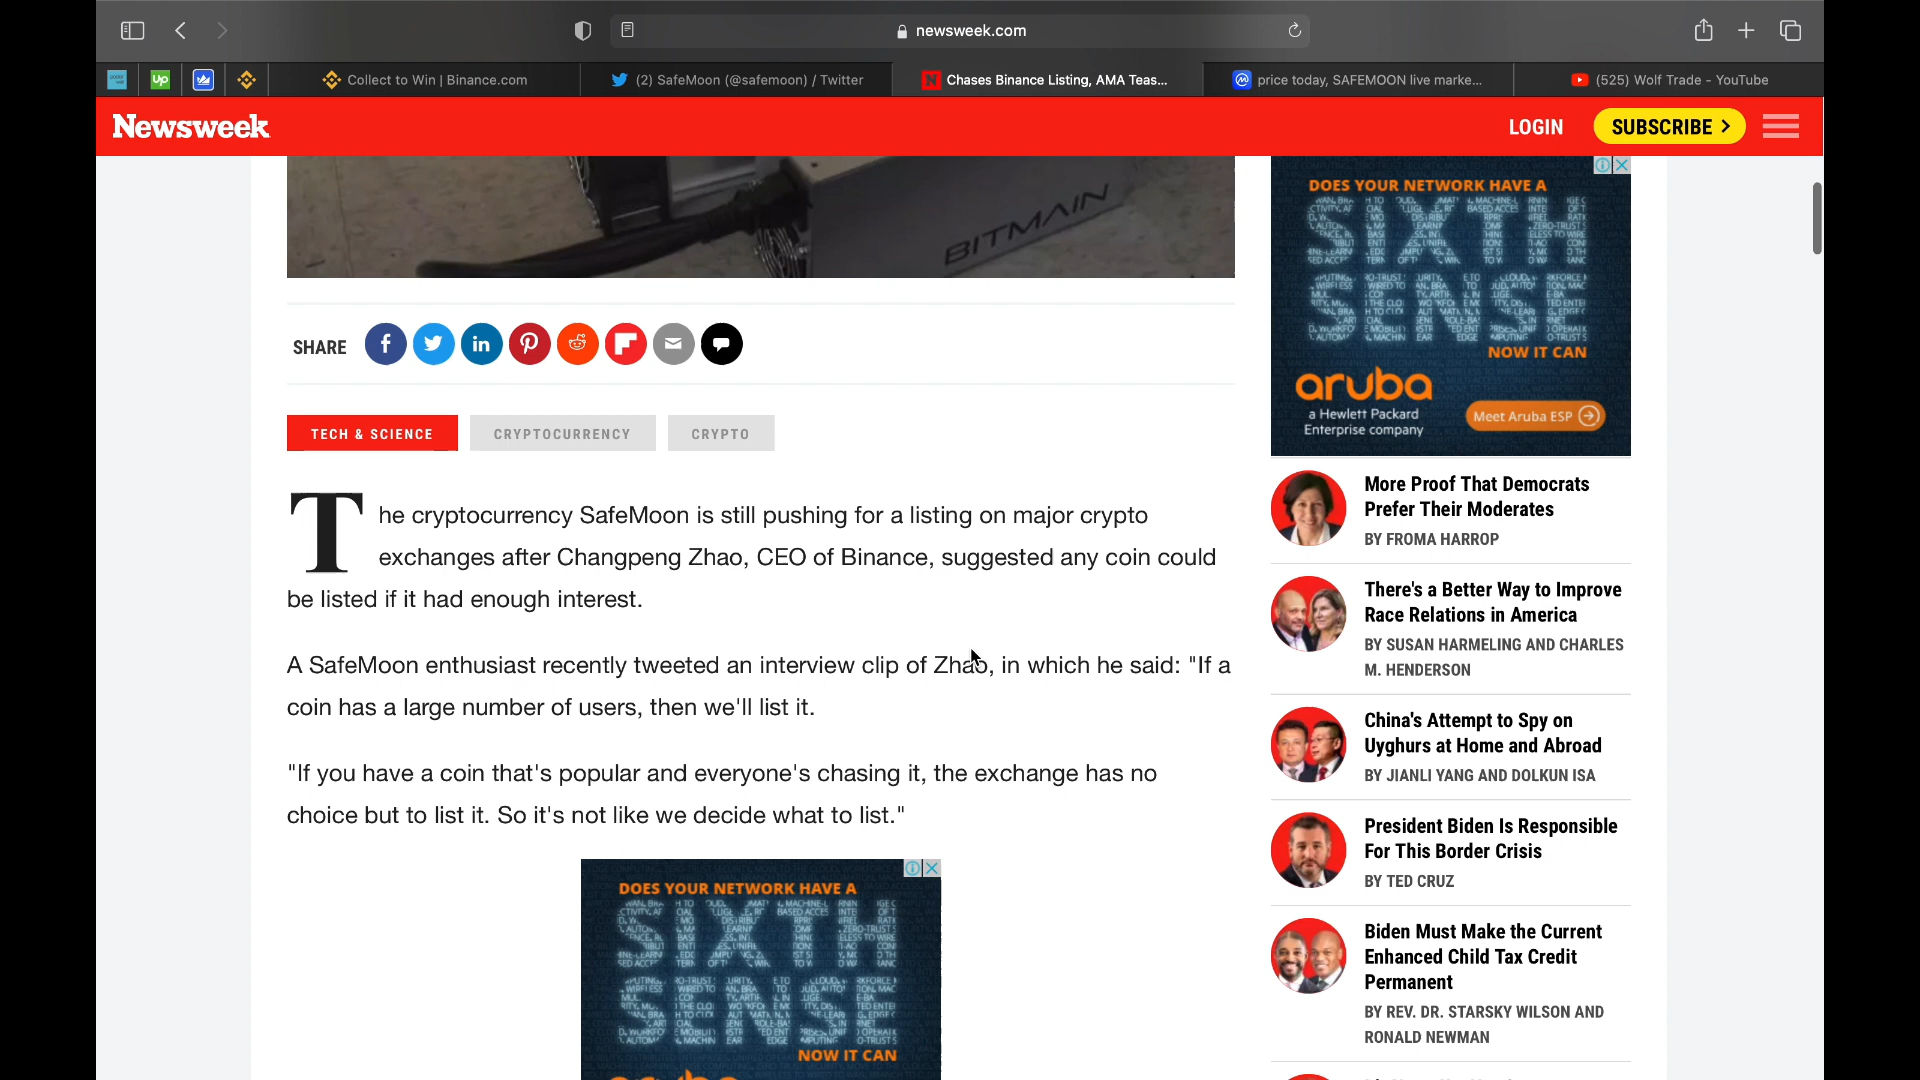 newsweek.com
Up
Collect to Win | Binance.com
(2) SafeMoon (@safemoon) / Twitter
N
Chases Binance Listing, AMA Teas...
price today, SAFEMOON live marke...
(525) Wolf Trade - YouTube
Newsweek
LOGIN
SUBSCRIBE >
BITMAIN
SHARE
TECH & SCIENCE
CRYPTOCURRENCY
CRYPTO
The cryptocurrency SafeMoon is still pushing for a listing on major crypto
exchanges after Changpeng Zhao, CEO of Binance, suggested any coin could
be listed if it had enough interest.
A SafeMoon enthusiast recently tweeted an interview clip of Zhao, in which he said: "If a
coin has a large number of users, then we'll list it.
"If you have a coin that's popular and everyone's chasing it, the exchange has no
choice but to list it. So it's not like we decide what to list."
DOES YOUR NETWORK HAVE A
SIXTH
SENSE
NOW IT CAN
DOES YOUR NETWORK HAVE A
SIXTH
SENSE
NOW IT CAN
aruba
a Hewlett Packard
Enterprise company
Meet Aruba ESP
More Proof That Democrats
Prefer Their Moderates
BY FROMA HARROP
There's a Better Way to Improve
Race Relations in America
BY SUSAN HARMELING AND CHARLES
M. HENDERSON
China's Attempt to Spy on
Uyghurs at Home and Abroad
BY JIANLI YANG AND DOLKUN ISA
President Biden Is Responsible
For This Border Crisis
BY TED CRUZ
Biden Must Make the Current
Enhanced Child Tax Credit
Permanent
BY REV. DR. STARSKY WILSON AND
RONALD NEWMAN